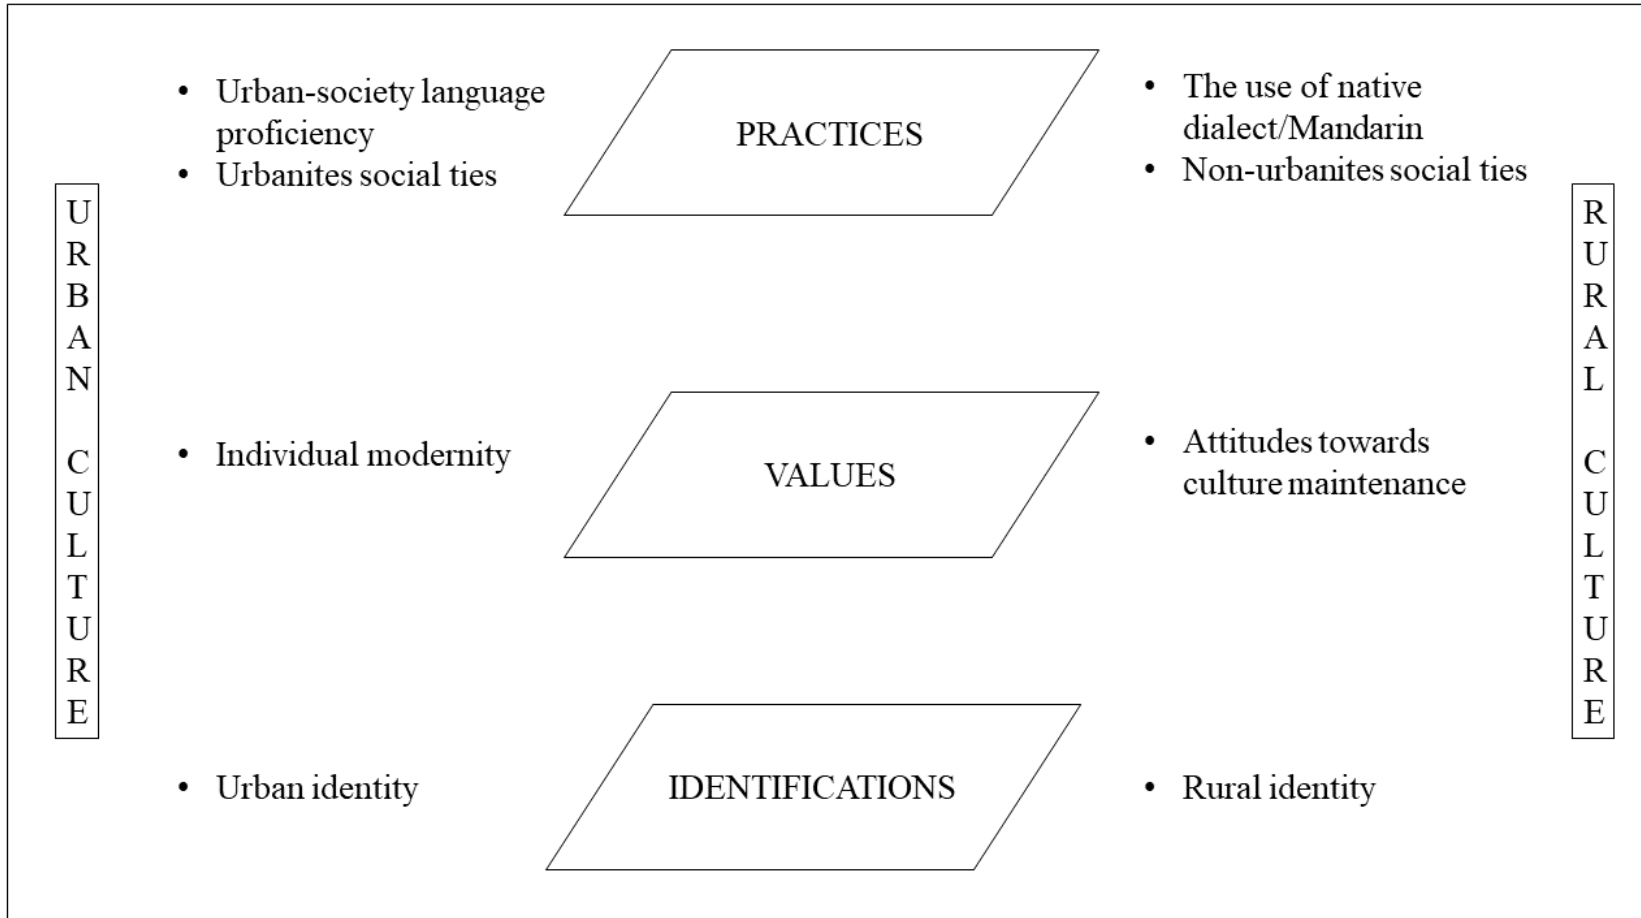 URBAN CULTURE
• Urban-society language
proficiency
• Urbanites social ties
PRACTICES
• The use of native
dialect/Mandarin
• Non-urbanites social ties
• Individual modernity
VALUES
• Attitudes towards
culture maintenance
• Urban identity
IDENTIFICATIONS
• Rural identity
RURAL CULTURE